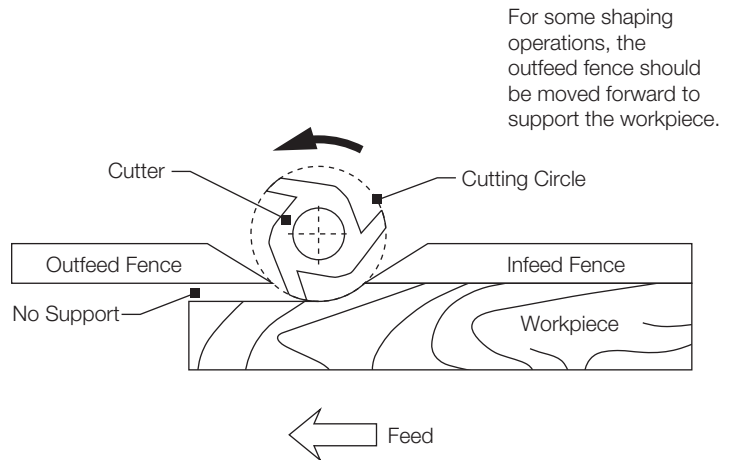 For some shaping
operations, the
outfeed fence should
be moved forward to
support the workpiece.
Cutter
Cutting Circle
Outfeed Fence
Infeed Fence
No Support
Workpiece
Feed